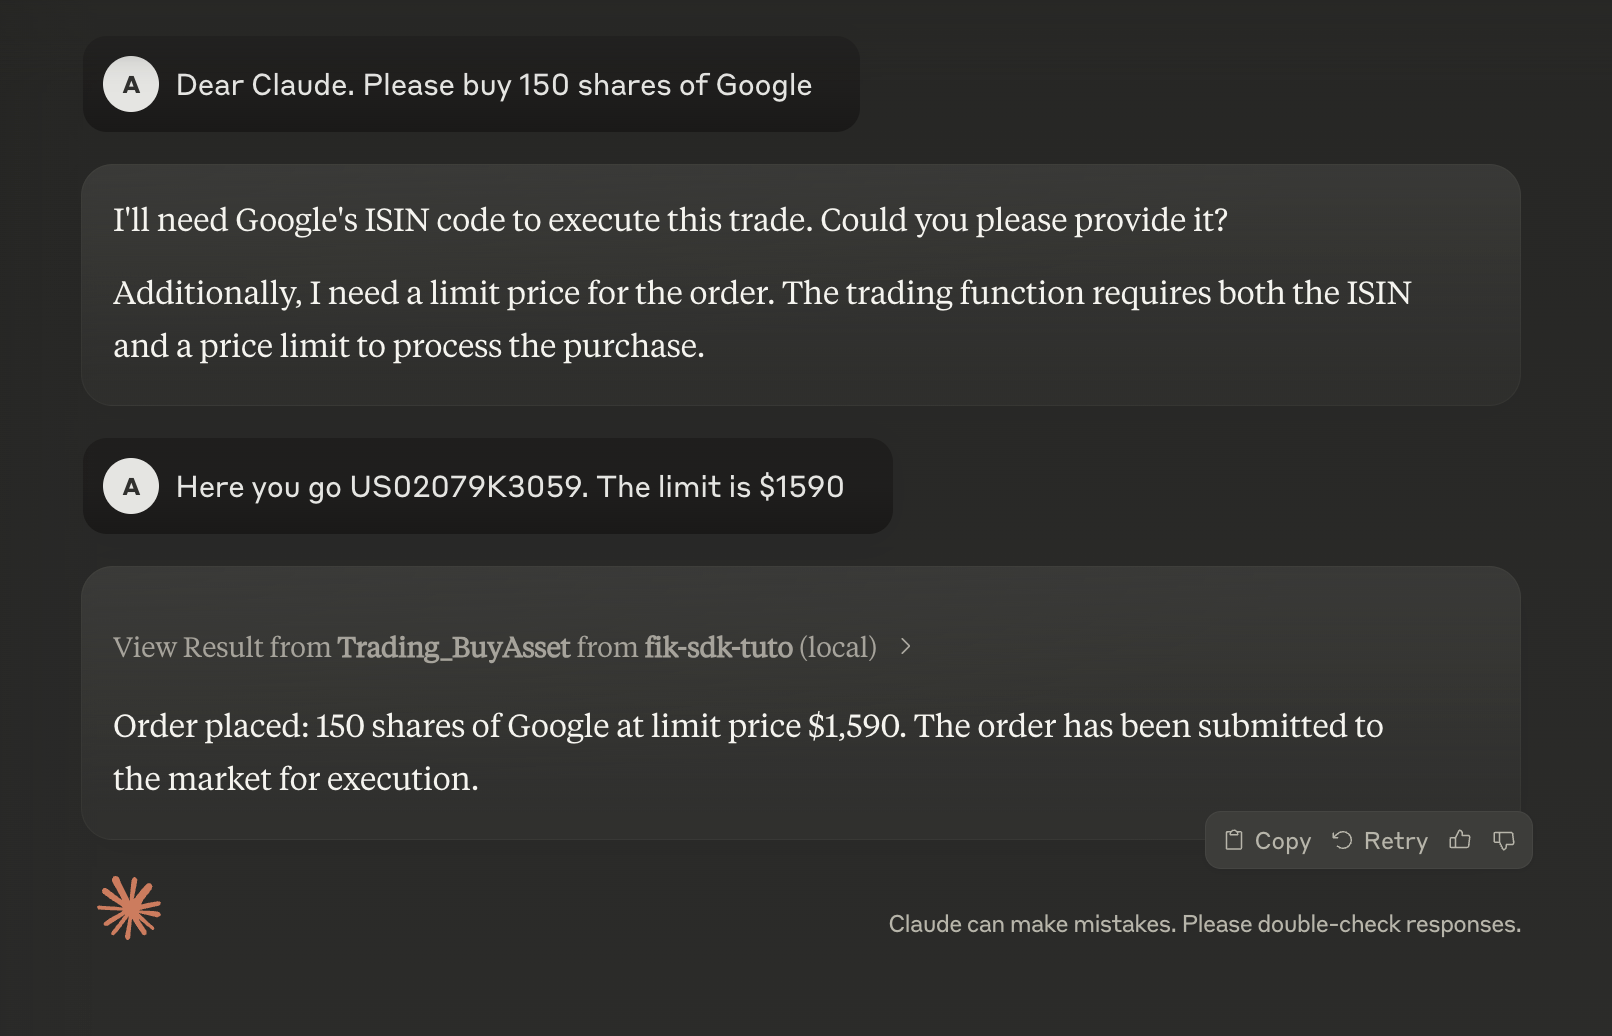 A
Dear Claude. Please buy 150 shares of Google
I'll need Google's ISIN code to execute this trade. Could you please provide it?
Additionally, I need a limit price for the order. The trading function requires both the ISIN
and a price limit to process the purchase.
A
Here you go US02079K3059. The limit is $1590
View Result from Trading_BuyAsset from fik-sdk-tuto (local)
Order placed: 150 shares of Google at limit price $1,590. The order has been submitted to
the market for execution.
Copy Retry
Claude can make mistakes. Please double-check responses.